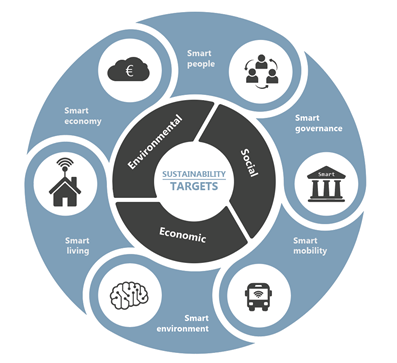 Smart
people
Smart
economy
€
Smart
governance
Environmental
Social
SUSTAINABILITY
TARGETS
Smart
Economic
Smart
living
Smart
mobility
Smart
environment